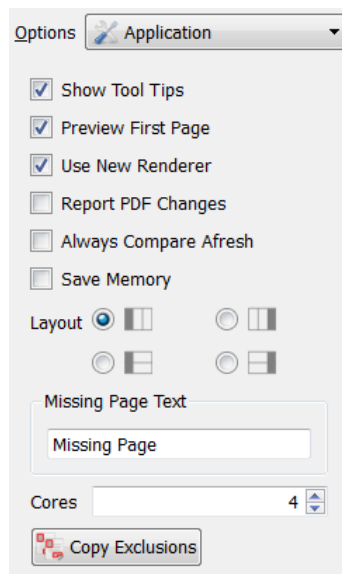 Options Application
Show Tool Tips
Preview First Page
Use New Renderer
Report PDF Changes
Always Compare Afresh
Save Memory
Layout
Missing Page Text
Missing Page
Cores 4
Copy Exclusions